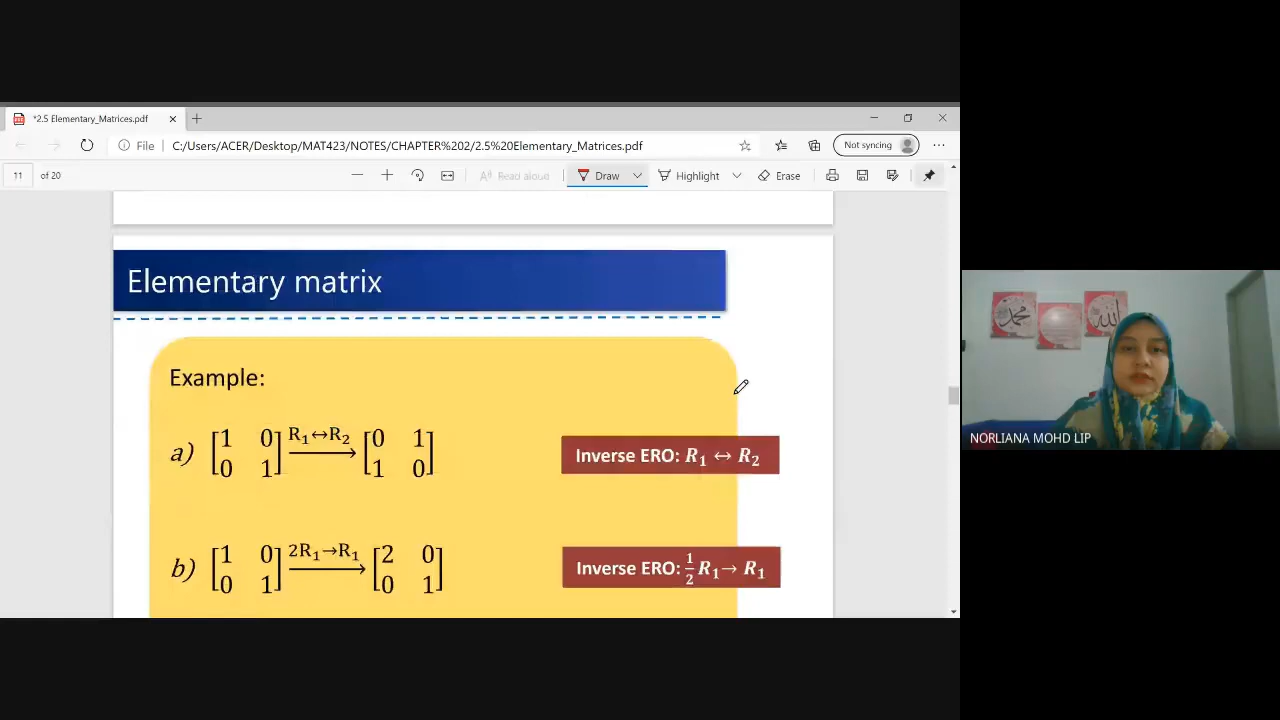 *2.5 Elementary_Matrices.pdf
File | C:/Users/ACER/Desktop/MAT423/NOTES/CHAPTER%202/2.5%20Elementary_Matrices.pdf
Not syncing
11 of 20
Read aloud
Draw
Highlight
Erase
Elementary matrix
Example:
a) [1 0; 0 1] R₁↔R₂ → [0 1; 1 0]
Inverse ERO: R₁ ↔ R₂
b) [1 0; 0 1] 2R₁→R₁ → [2 0; 0 1]
Inverse ERO: ½R₁→ R₁
محمد
الله
NORLIANA MOHD LIP